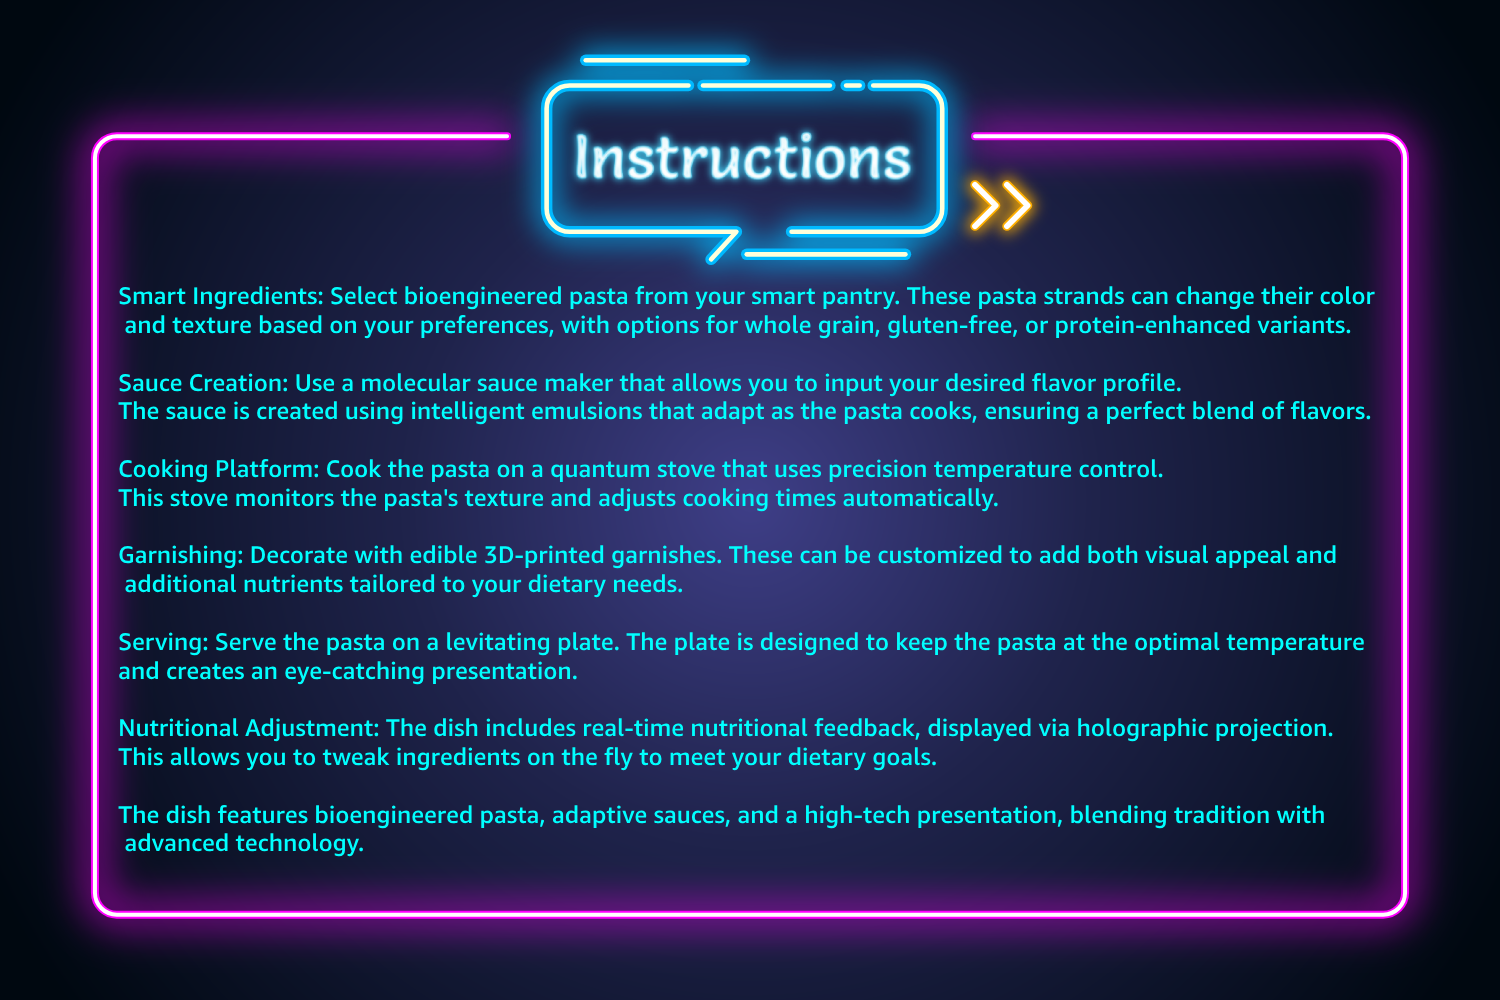 Instructions
Smart Ingredients: Select bioengineered pasta from your smart pantry. These pasta strands can change their color
and texture based on your preferences, with options for whole grain, gluten-free, or protein-enhanced variants.
Sauce Creation: Use a molecular sauce maker that allows you to input your desired flavor profile.
The sauce is created using intelligent emulsions that adapt as the pasta cooks, ensuring a perfect blend of flavors.
Cooking Platform: Cook the pasta on a quantum stove that uses precision temperature control.
This stove monitors the pasta's texture and adjusts cooking times automatically.
Garnishing: Decorate with edible 3D-printed garnishes. These can be customized to add both visual appeal and
additional nutrients tailored to your dietary needs.
Serving: Serve the pasta on a levitating plate. The plate is designed to keep the pasta at the optimal temperature
and creates an eye-catching presentation.
Nutritional Adjustment: The dish includes real-time nutritional feedback, displayed via holographic projection.
This allows you to tweak ingredients on the fly to meet your dietary goals.
The dish features bioengineered pasta, adaptive sauces, and a high-tech presentation, blending tradition with
advanced technology.